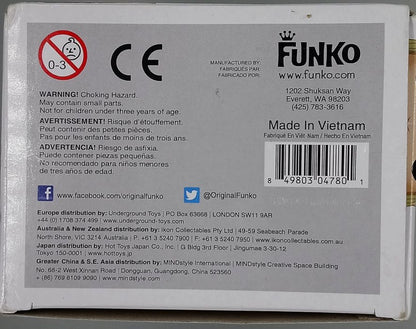 0-3
CE
MANUFACTURED BY:
FABRIQUÉS PAR:
FABRICADO POR:
FUNKO
www.funko.com
1202 Shuksan Way
Everett, WA 98203
(425) 783-3616
WARNING! Choking Hazard.
May contain small parts.
Not for children under three years of age.
AVERTISSEMENT! Risque d'étouffement.
Peut contenir des petites pièces.
Pas pour les enfants de moins de trois ans.
ADVERTENCIA! Riesgo de asfixia.
Puede contener piezas pequeñas.
No recomendado para niños menores
de tres años de edad.
Made In Vietnam
Fabriqué En Viêt-Nam / Hecho En Vietnam
8 49803 04780 1
facebook.com/OriginalFunko
@OriginalFunko
Europe distribution by: Underground Toys | PO Box 63668 | LONDON SW11 9AR
+44 (0) 1708 374 499 | www.underground-toys.com
Australia & New Zealand distribution by: Ikon Collectables Pty Ltd | 49-59 Seabeach Parade
North Shore, VIC 3214 Australia | P +61 3 5240 7900 | F +61 3 5240 7950 | www.ikoncollectables.com.au
Japan distribution by: Hot Toys Japan Co., Inc. | G Bldg 3rd Floor | Jingumae 3-30-12
Tokyo 150-0001 | www.hottoys.jp
Greater China & S.E. Asia distribution by: MINDstyle Company | MINDstyle Creative Space Building
No. 68-2 West Xinnan Road | Dongguan, Guangdong, China 523560
+ (86) 769 8109 9090 | www.mindstyle.com